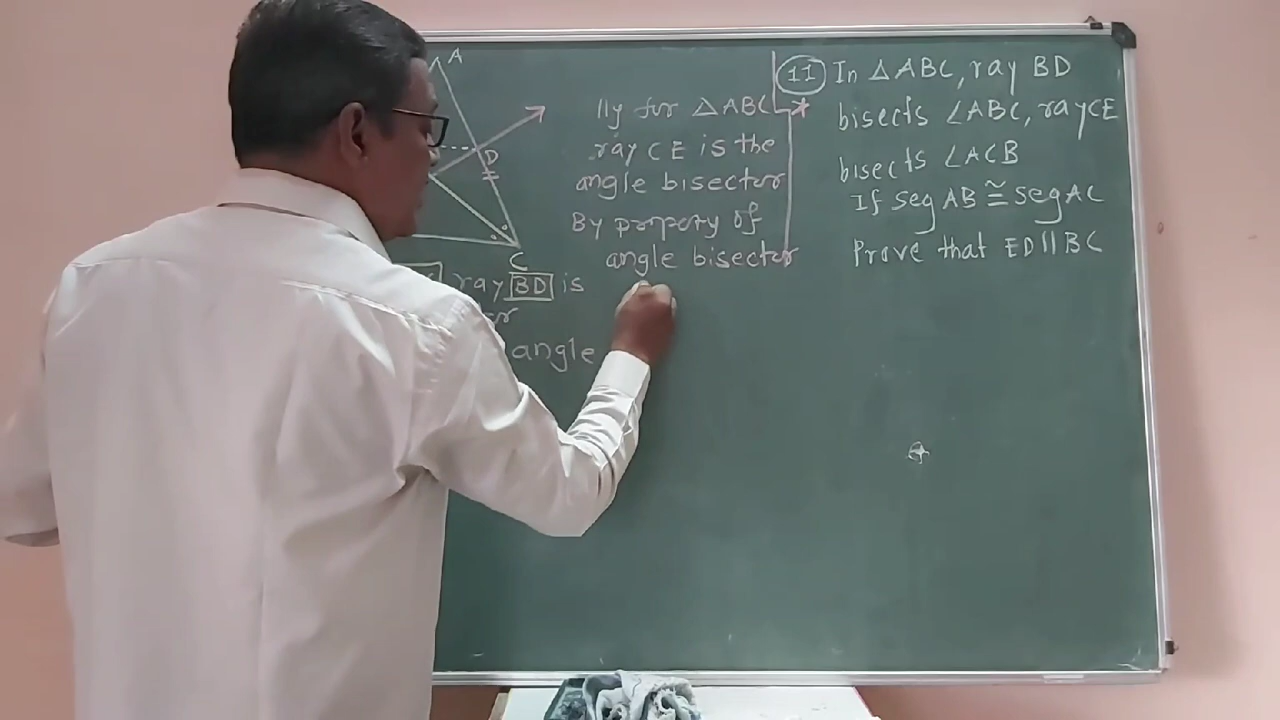 A
D
C
ray BD is
angle
lly for △ABC
ray CE is the
angle bisector
By property of
angle bisector
11 In △ABC, ray BD
bisects ∠ABC, ray CE
bisects ∠ACB
If seg AB ≅ seg AC
Prove that ED || BC